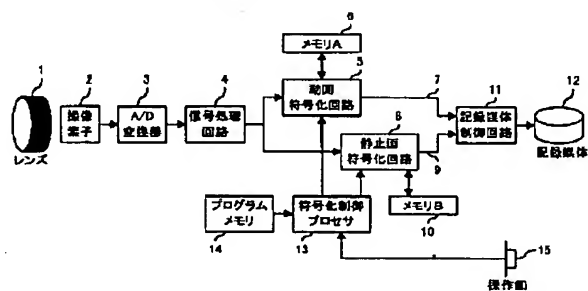 1
レンズ
2
撮像
素子
3
A/D
変換器
4
信号処理
回路
6
メモリA
5
動画
符号化回路
7
8
静止画
符号化回路
9
メモリB
10
11
記録媒体
制御回路
12
記録媒体
プログラム
メモリ
14
符号化制御
プロセサ
13
15
操作部